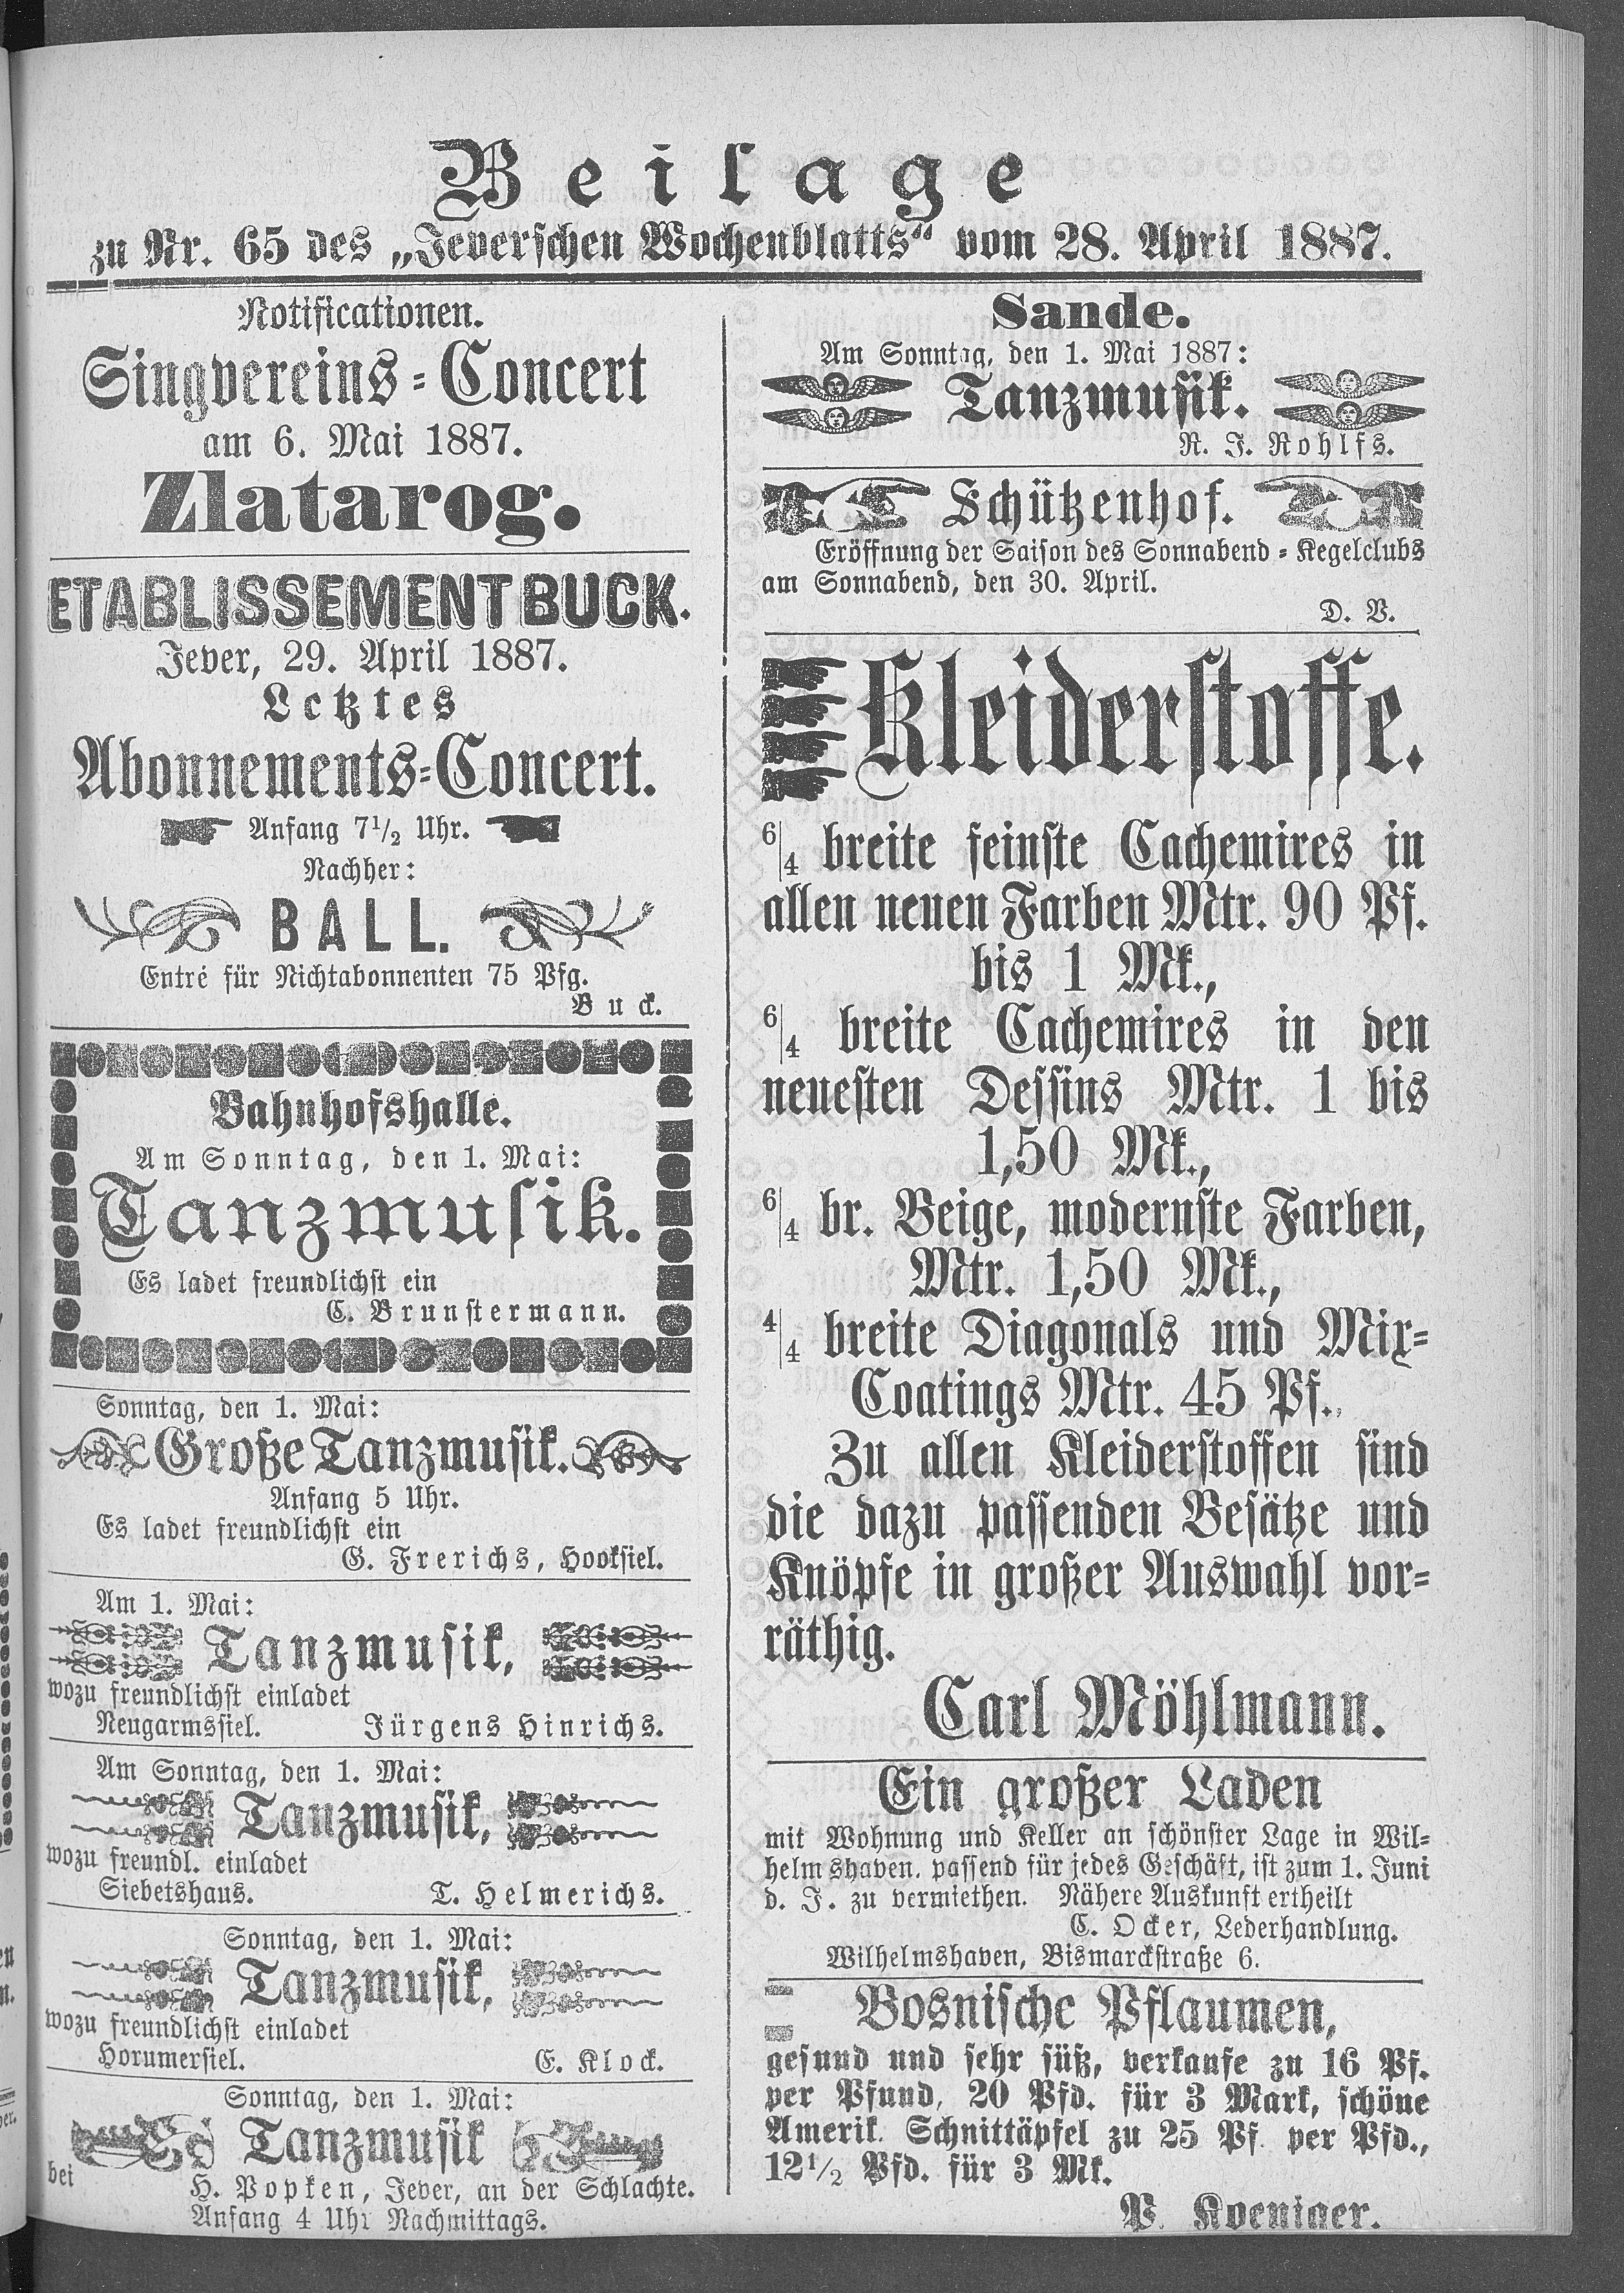 Beilage
zu Nr. 65 des „Jeverschen Wochenblatts“ vom 28. April 1887.
Notificationen.
Singvereins-Concert
am 6. Mai 1887.
Zlatarog.
ETABLISSEMENT BUCK.
Jever, 29. April 1887.
Letztes
Abonnements-Concert.
Anfang 7 1/2 Uhr.
Nachher:
BALL.
Entré für Nichtabonnenten 75 Pfg.
Buck.
Bahnhofshalle.
Am Sonntag, den 1. Mai:
Tanzmusik.
Es ladet freundlichst ein
C. Brunstermann.
Sonntag, den 1. Mai:
Große Tanzmusik.
Anfang 5 Uhr.
Es ladet freundlichst ein
G. Frerichs, Hooksiel.
Am 1. Mai:
Tanzmusik,
wozu freundlichst einladet
Neugarmssiel. Jürgens Hinrichs.
Am Sonntag, den 1. Mai:
Tanzmusik,
wozu freundl. einladet
Siebetshaus. T. Helmerichs.
Sonntag, den 1. Mai:
Tanzmusik,
wozu freundlichst einladet
Horumersiel. E. Klock.
Sonntag, den 1. Mai:
Tanzmusik
bei
H. Popken, Jever, an der Schlachte.
Anfang 4 Uhr Nachmittags.
Sande.
Am Sonntag, den 1. Mai 1887:
Tanzmusik.
R. J. Rohlfs.
Schützenhof.
Eröffnung der Saison des Sonnabend-Kegelclubs
am Sonnabend, den 30. April.
D. V.
Kleiderstoffe.
6/4 breite feinste Cachemires in
allen neuen Farben Mtr. 90 Pf.
bis 1 Mk.,
6/4 breite Cachemires in den
neuesten Dessins Mtr. 1 bis
1,50 Mk.,
6/4 br. Beige, modernste Farben,
Mtr. 1,50 Mk.,
4/4 breite Diagonals und Mix-
Coatings Mtr. 45 Pf.
Zu allen Kleiderstoffen sind
die dazu passenden Besätze und
Knöpfe in großer Auswahl vor-
räthig.
Carl Möhlmann.
Ein großer Laden
mit Wohnung und Keller an schönster Lage in Wil-
helmshaven, passend für jedes Geschäft, ist zum 1. Juni
d. J. zu vermiethen. Nähere Auskunft ertheilt
C. Ocker, Lederhandlung.
Wilhelmshaven, Bismarckstraße 6.
Bosnische Pflaumen,
gesund und sehr süß, verkaufe zu 16 Pf.
per Pfund, 20 Pfd. für 3 Mark, schöne
Amerik. Schnittäpfel zu 25 Pf. per Pfd.,
12 1/2 Pfd. für 3 Mk.
P. Koeniger.